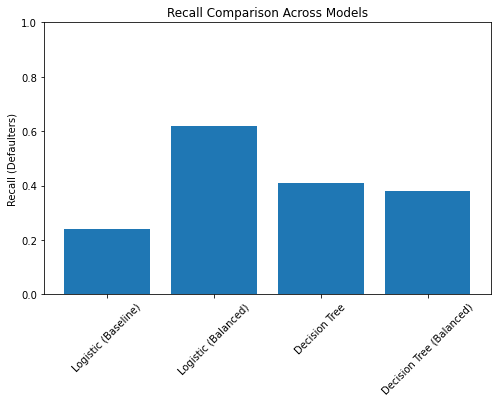 Recall Comparison Across Models
Recall (Defaulters)
1.0
0.8
0.6
0.4
0.2
0.0
Logistic (Baseline)
Logistic (Balanced)
Decision Tree
Decision Tree (Balanced)